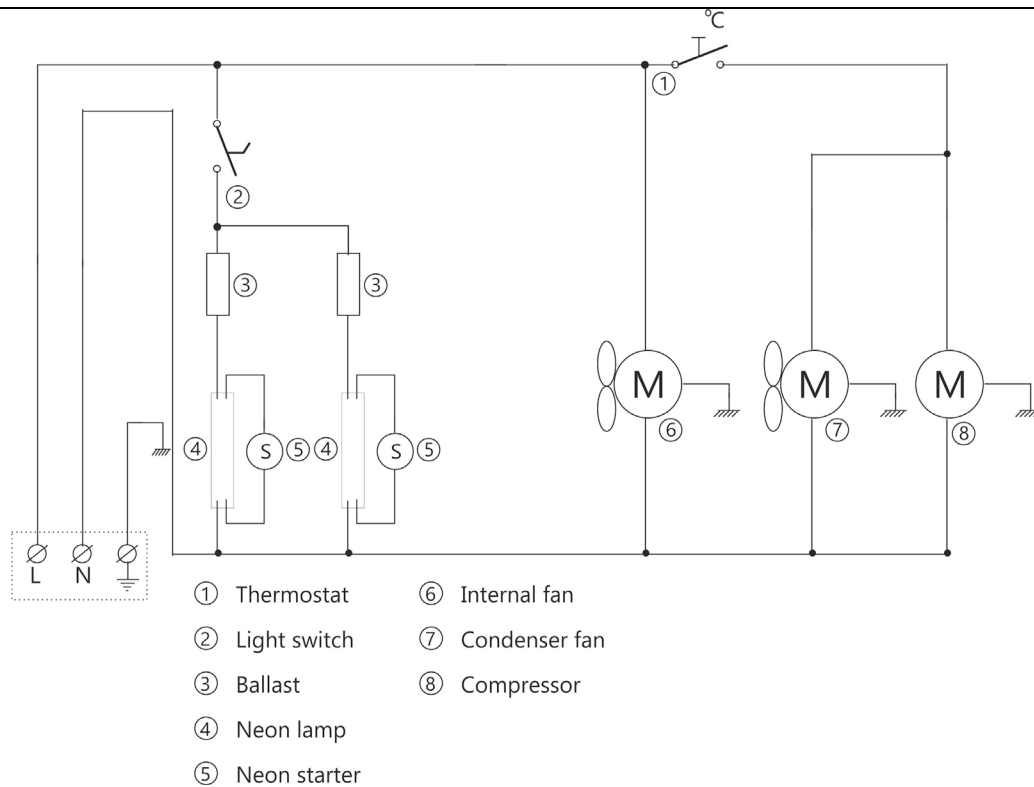 °C
①
②
③ ③
M M M
④ S ⑤ ④ S ⑤ ⑥ ⑦ ⑧
L N
① Thermostat
② Light switch
③ Ballast
④ Neon lamp
⑤ Neon starter
⑥ Internal fan
⑦ Condenser fan
⑧ Compressor